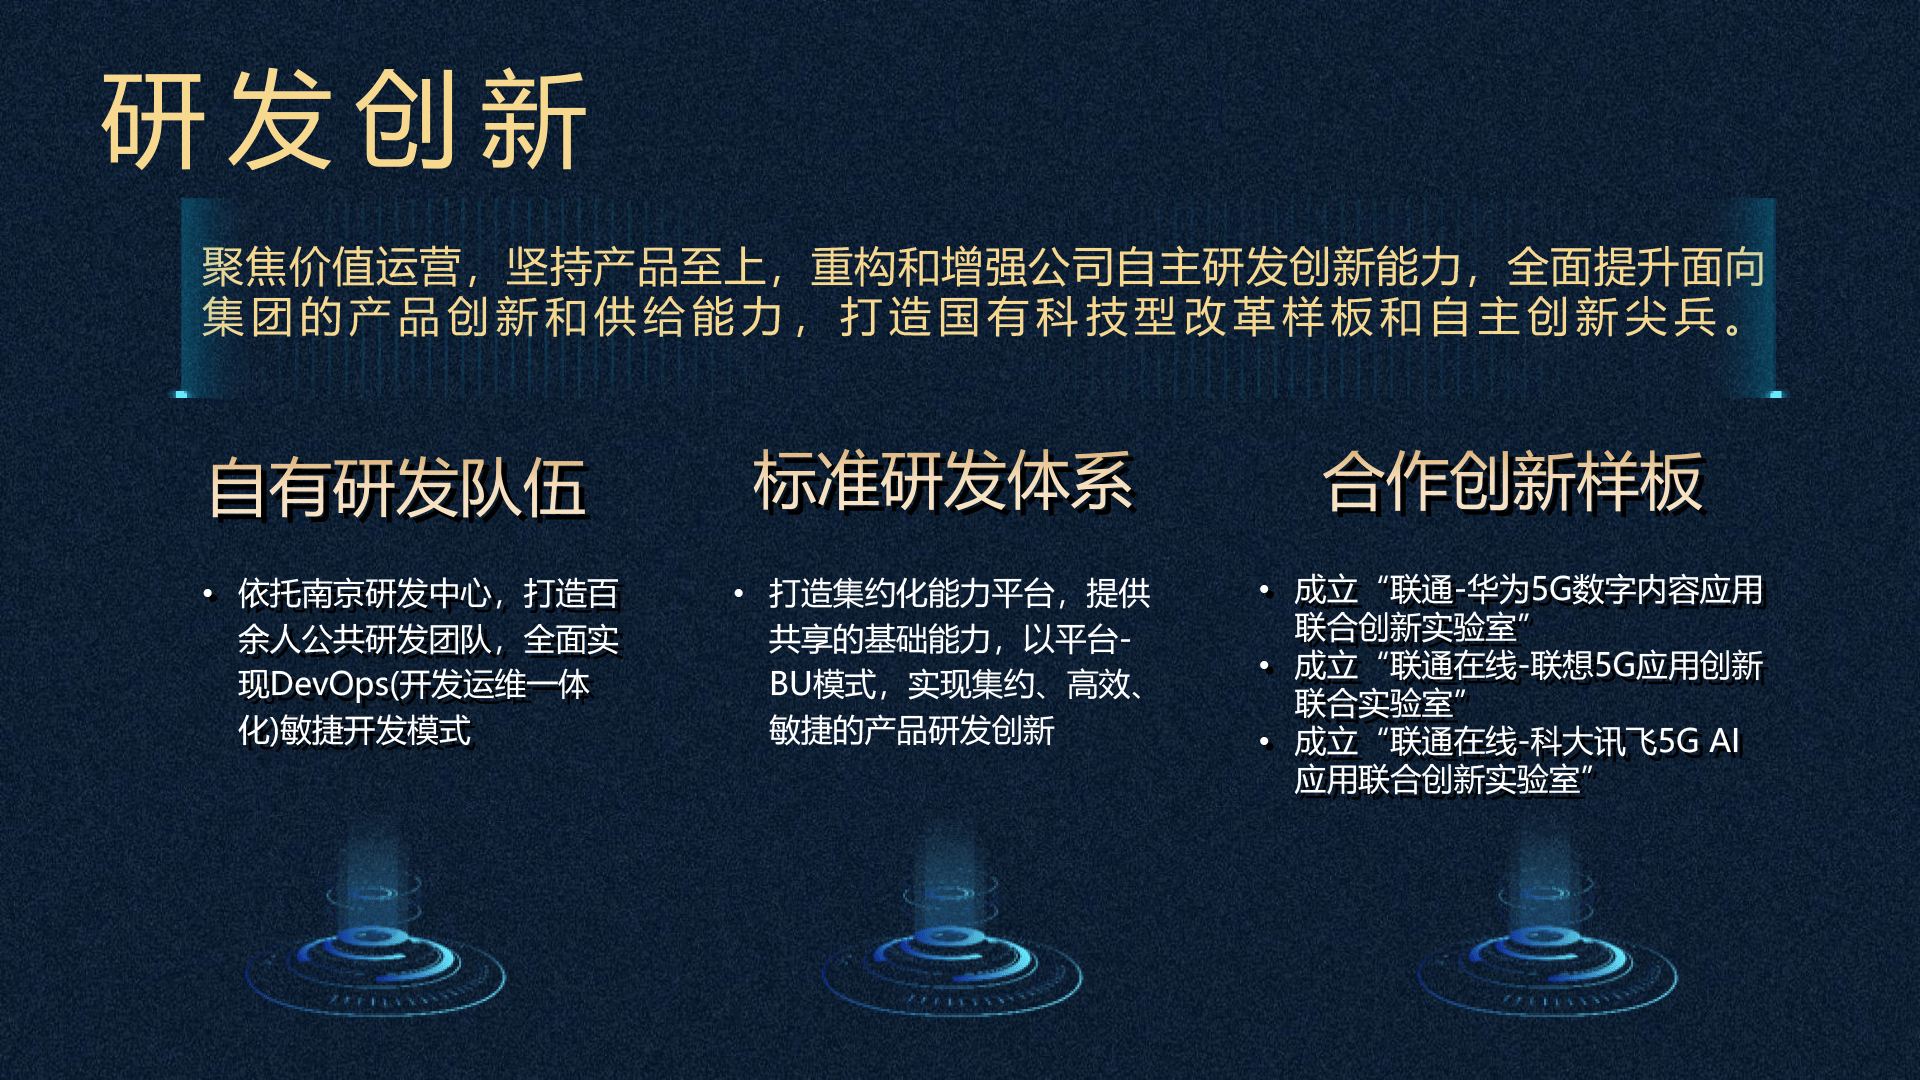 研发创新
聚焦价值运营，坚持产品至上，重构和增强公司自主研发创新能力，全面提升面向
集团的产品创新和供给能力，打造国有科技型改革样板和自主创新尖兵。
自有研发队伍
• 依托南京研发中心，打造百
余人公共研发团队，全面实
现DevOps(开发运维一体
化)敏捷开发模式
标准研发体系
• 打造集约化能力平台，提供
共享的基础能力，以平台-
BU模式，实现集约、高效、
敏捷的产品研发创新
合作创新样板
• 成立“联通-华为5G数字内容应用
联合创新实验室”
• 成立“联通在线-联想5G应用创新
联合实验室”
• 成立“联通在线-科大讯飞5G AI
应用联合创新实验室”